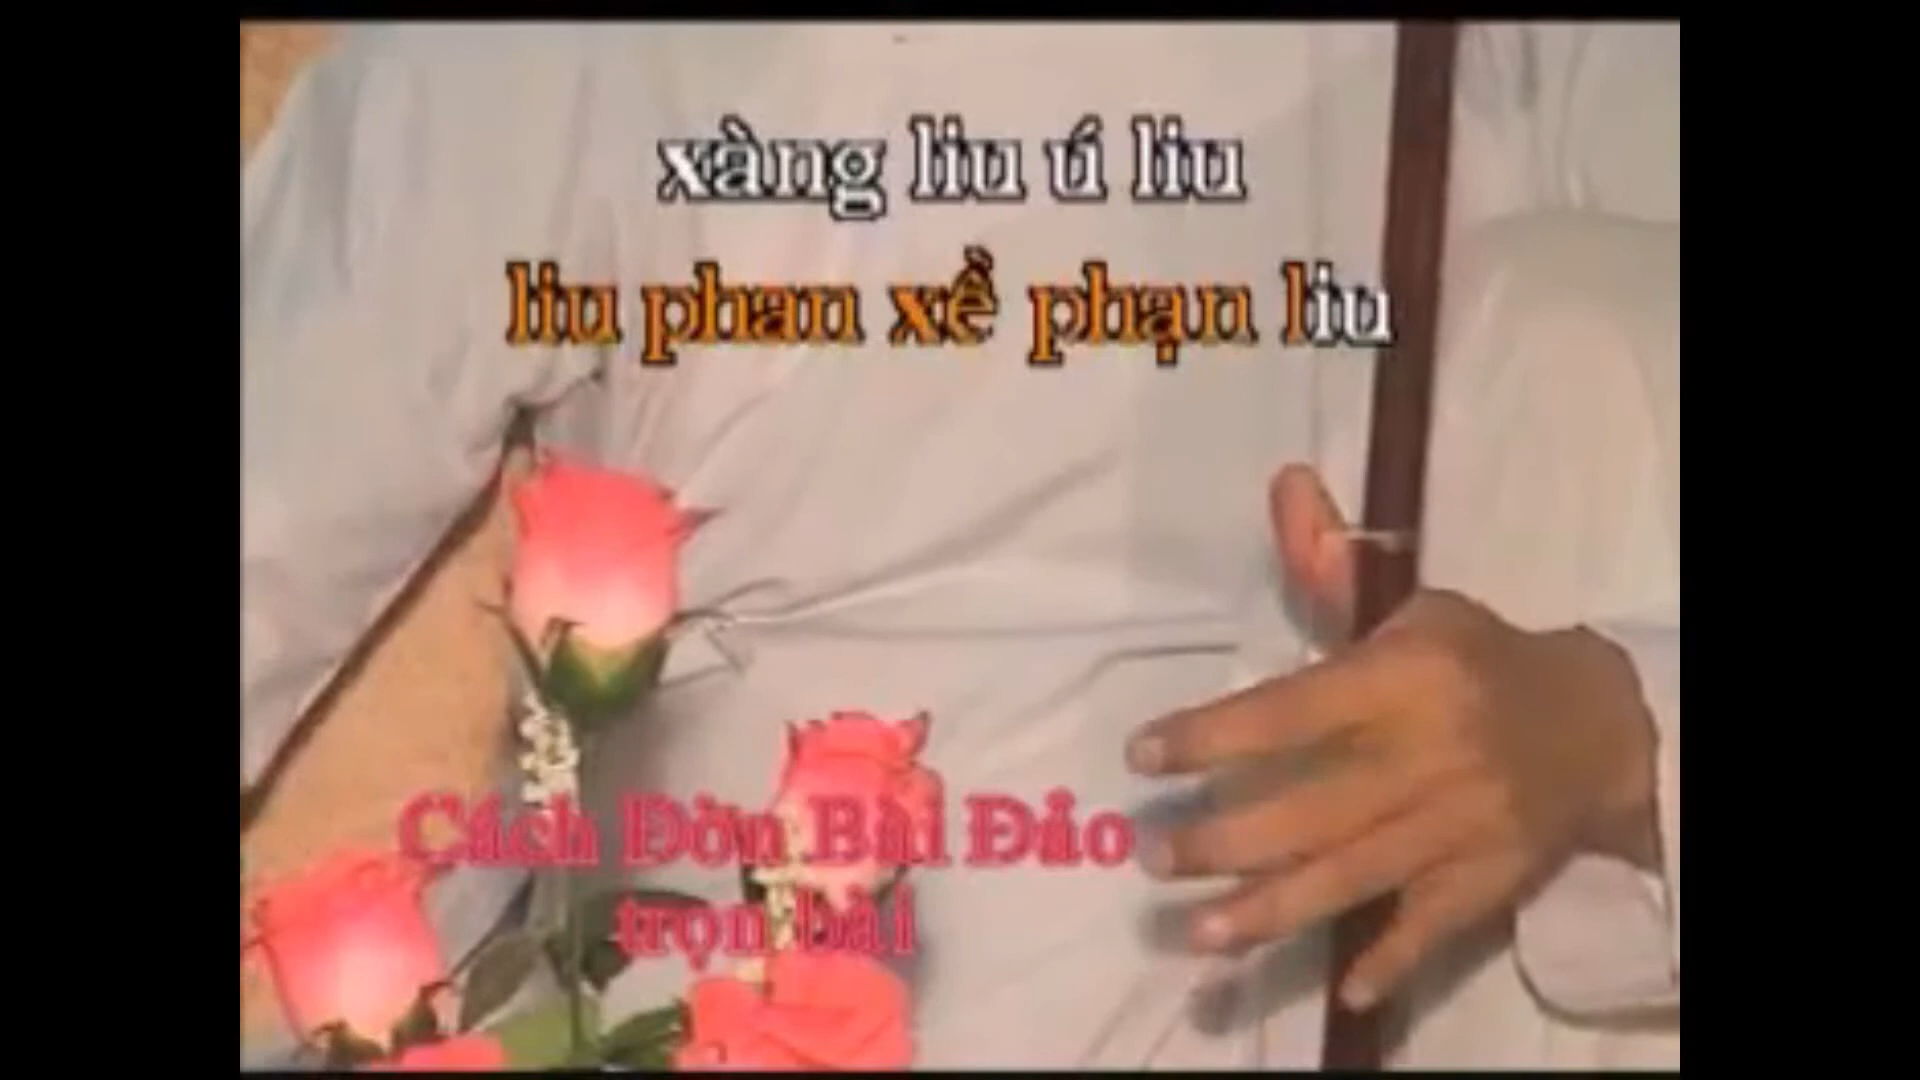 xàng liu ú liu
liu phan xề phạn liu
Cách Đờn Bài Đảo
trọn bài